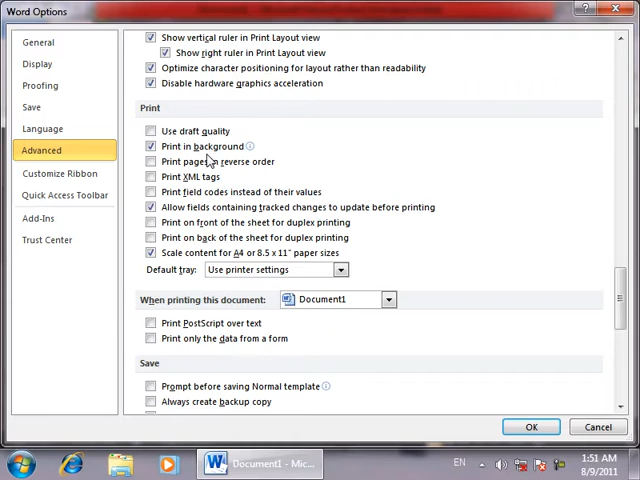 Word Options
General
Display
Proofing
Save
Language
Advanced
Customize Ribbon
Quick Access Toolbar
Add-Ins
Trust Center
Show vertical ruler in Print Layout view
Show right ruler in Print Layout view
Optimize character positioning for layout rather than readability
Disable hardware graphics acceleration
Print
Use draft quality
Print in background
Print pages in reverse order
Print XML tags
Print field codes instead of their values
Allow fields containing tracked changes to update before printing
Print on front of the sheet for duplex printing
Print on back of the sheet for duplex printing
Scale content for A4 or 8.5 x 11" paper sizes
Default tray: Use printer settings
When printing this document: Document1
Print PostScript over text
Print only the data from a form
Save
Prompt before saving Normal template
Always create backup copy
OK Cancel
Document1 - Mic...
EN
1:51 AM
8/9/2011